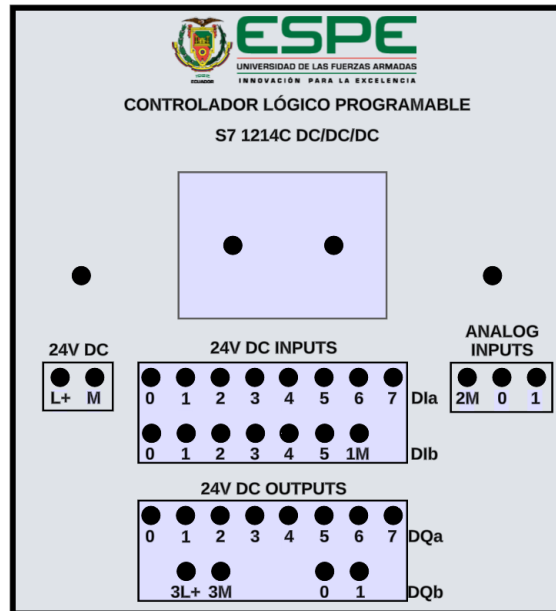 ESPE
UNIVERSIDAD DE LAS FUERZAS ARMADAS
INNOVACIÓN PARA LA EXCELENCIA
ECUADOR
CONTROLADOR LÓGICO PROGRAMABLE
S7 1214C DC/DC/DC
24V DC
L+ M
24V DC INPUTS
0 1 2 3 4 5 6 7 DIa
0 1 2 3 4 5 1M DIb
ANALOG
INPUTS
2M 0 1
24V DC OUTPUTS
0 1 2 3 4 5 6 7 DQa
3L+ 3M 0 1 DQb